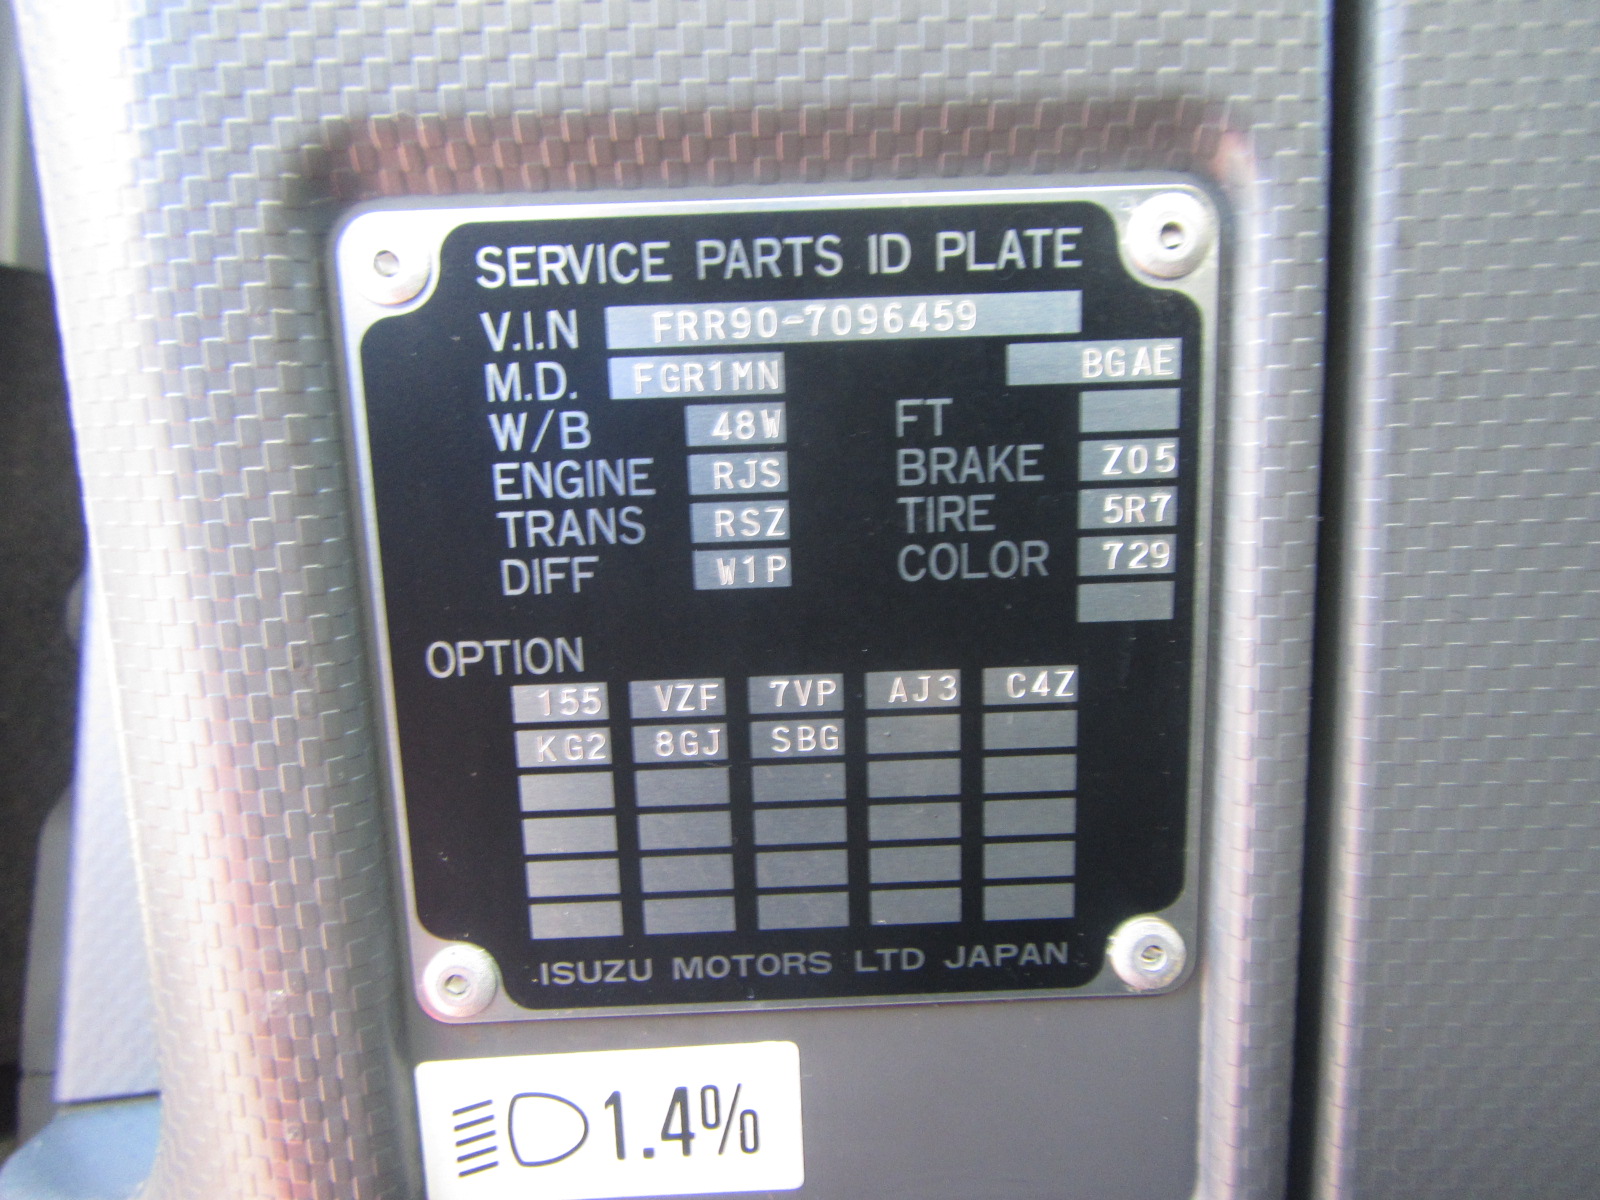 SERVICE PARTS ID PLATE
V.I.N FRR90-7096459
M.D. FGR1MN BGAE
W/B 48W FT
ENGINE RJS BRAKE Z05
TRANS RSZ TIRE 5R7
DIFF W1P COLOR 729
OPTION
155 VZF 7VP AJ3 C4Z
KG2 8GJ SBG
ISUZU MOTORS LTD JAPAN
1.4%